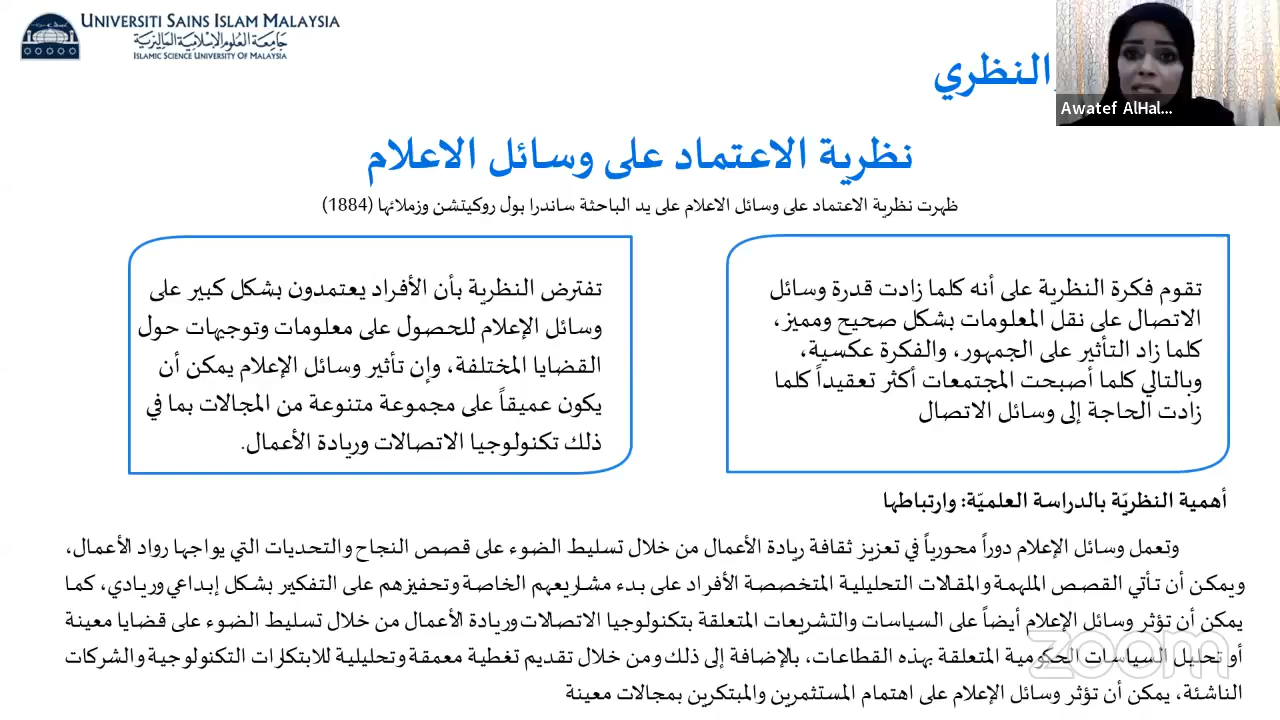 UNIVERSITI SAINS ISLAM MALAYSIA
جامعة العلوم الإسلامية الماليزية
ISLAMIC SCIENCE UNIVERSITY OF MALAYSIA
النظري
Awatef AlHal...
نظرية الاعتماد على وسائل الاعلام
ظهرت نظرية الاعتماد على وسائل الاعلام على يد الباحثة ساندرا بول روكيتشن وزملائها (1884)
تقوم فكرة النظرية على أنه كلما زادت قدرة وسائل
الاتصال على نقل المعلومات بشكل صحيح ومميز،
كلما زاد التأثير على الجمهور، والفكرة عكسية،
وبالتالي كلما أصبحت المجتمعات أكثر تعقيداً كلما
زادت الحاجة إلى وسائل الاتصال
تفترض النظرية بأن الأفراد يعتمدون بشكل كبير على
وسائل الإعلام للحصول على معلومات وتوجيهات حول
القضايا المختلفة، وإن تأثير وسائل الإعلام يمكن أن
يكون عميقاً على مجموعة متنوعة من المجالات بما في
ذلك تكنولوجيا الاتصالات وريادة الأعمال.
أهمية النظريّة بالدراسة العلميّة: وارتباطها
وتعمل وسائل الإعلام دوراً محورياً في تعزيز ثقافة ريادة الأعمال من خلال تسليط الضوء على قصص النجاح والتحديات التي يواجها رواد الأعمال،
ويمكن أن تأتي القصص الملهمة والمقالات التحليلية المتخصصة الأفراد على بدء مشاريعهم الخاصة وتحفيزهم على التفكير بشكل إبداعي وريادي، كما
يمكن أن تؤثر وسائل الإعلام أيضاً على السياسات والتشريعات المتعلقة بتكنولوجيا الاتصالات وريادة الأعمال من خلال تسليط الضوء على قضايا معينة
أو تحليل السياسات الحكومية المتعلقة بهذه القطاعات، بالإضافة إلى ذلك ومن خلال تقديم تغطية معمقة وتحليلية للابتكارات التكنولوجية والشركات
الناشئة، يمكن أن تؤثر وسائل الإعلام على اهتمام المستثمرين والمبتكرين بمجالات معينة
zoom